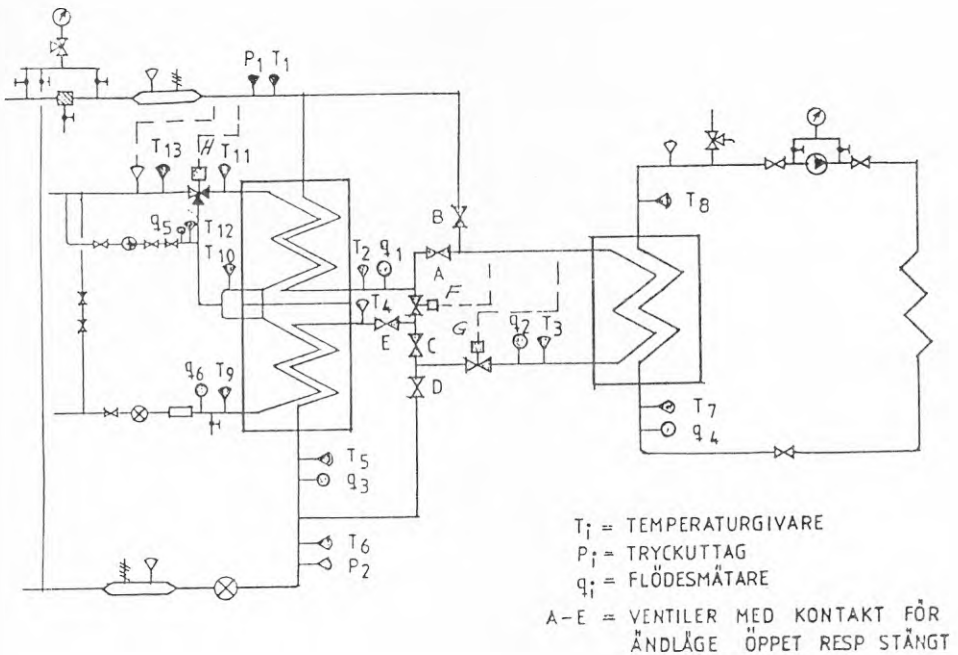 P1 T1
H
T13 T11
q5 T12
T10
T2 q1
B
A
F
T4
E
G
q2 T3
C
D
q6 T9
T5
q3
T6
P2
T8
T7
q4
Ti = TEMPERATURGIVARE
Pi = TRYCKUTTAG
qi = FLÖDESMÄTARE
A-E = VENTILER MED KONTAKT FÖR
ÄNDLÄGE ÖPPET RESP STÄNGT